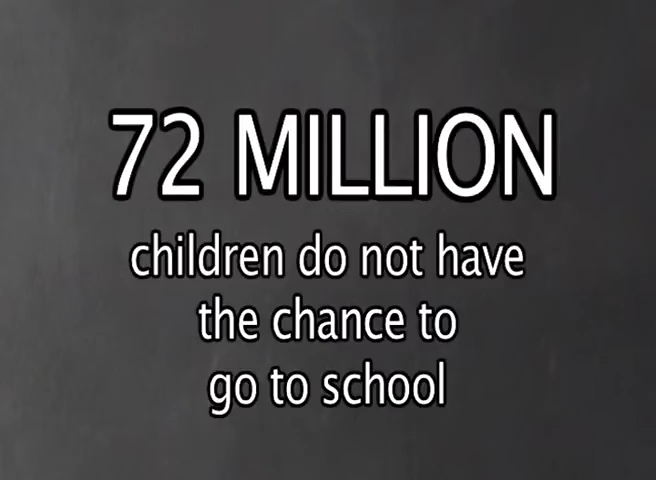 72 MILLION
children do not have
the chance to
go to school